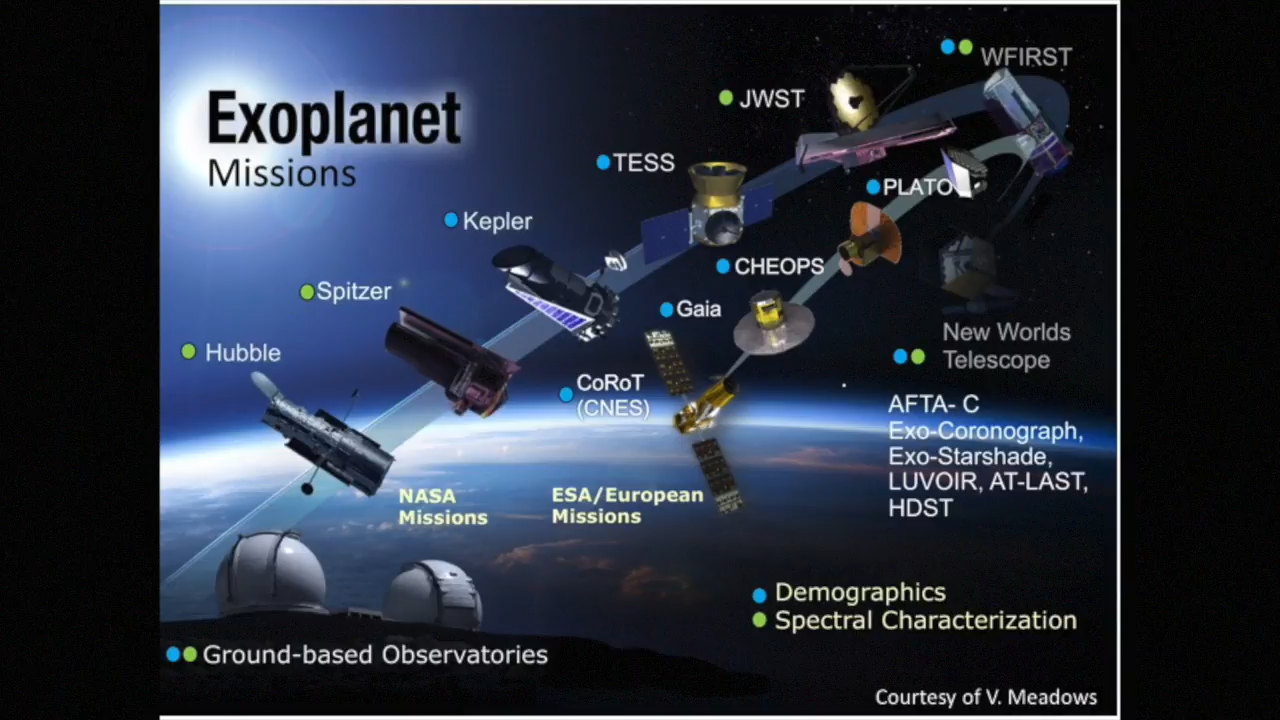 Exoplanet
Missions
WFIRST
JWST
TESS
PLATO
Kepler
CHEOPS
Spitzer
Gaia
Hubble
New Worlds
Telescope
CoRoT
(CNES)
AFTA- C
Exo-Coronograph,
Exo-Starshade,
LUVOIR, AT-LAST,
HDST
NASA
Missions
ESA/European
Missions
Demographics
Spectral Characterization
Ground-based Observatories
Courtesy of V. Meadows